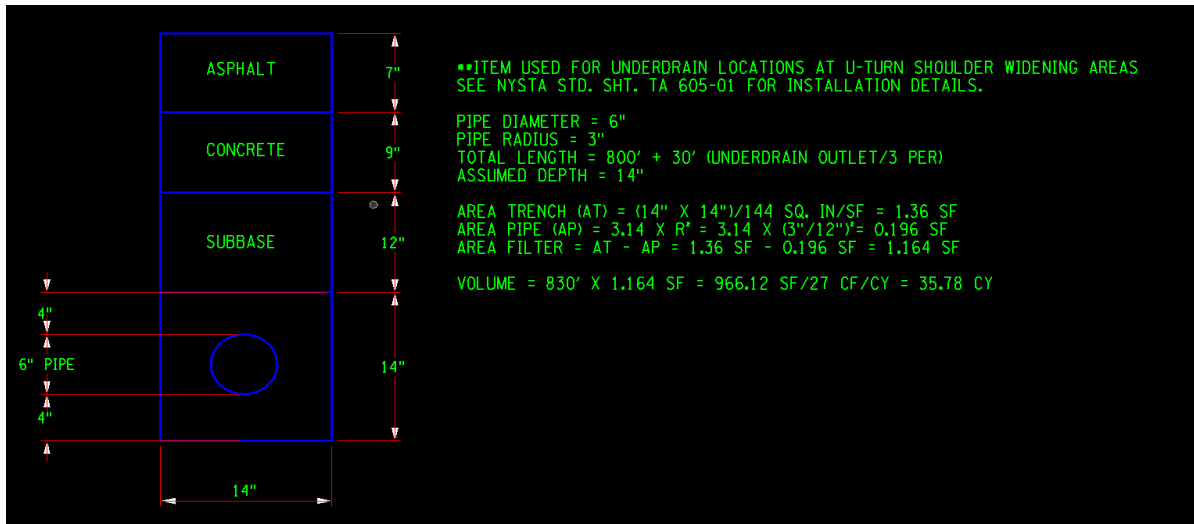 ASPHALT
7"
CONCRETE
9"
SUBBASE
12"
4"
6" PIPE
14"
4"
14"
**ITEM USED FOR UNDERDRAIN LOCATIONS AT U-TURN SHOULDER WIDENING AREAS
SEE NYSTA STD. SHT. TA 605-01 FOR INSTALLATION DETAILS.
PIPE DIAMETER = 6"
PIPE RADIUS = 3"
TOTAL LENGTH = 800' + 30' (UNDERDRAIN OUTLET/3 PER)
ASSUMED DEPTH = 14"
AREA TRENCH (AT) = (14" X 14")/144 SQ. IN/SF = 1.36 SF
AREA PIPE (AP) = 3.14 X R² = 3.14 X (3"/12")²= 0.196 SF
AREA FILTER = AT - AP = 1.36 SF - 0.196 SF = 1.164 SF
VOLUME = 830' X 1.164 SF = 966.12 SF/27 CF/CY = 35.78 CY